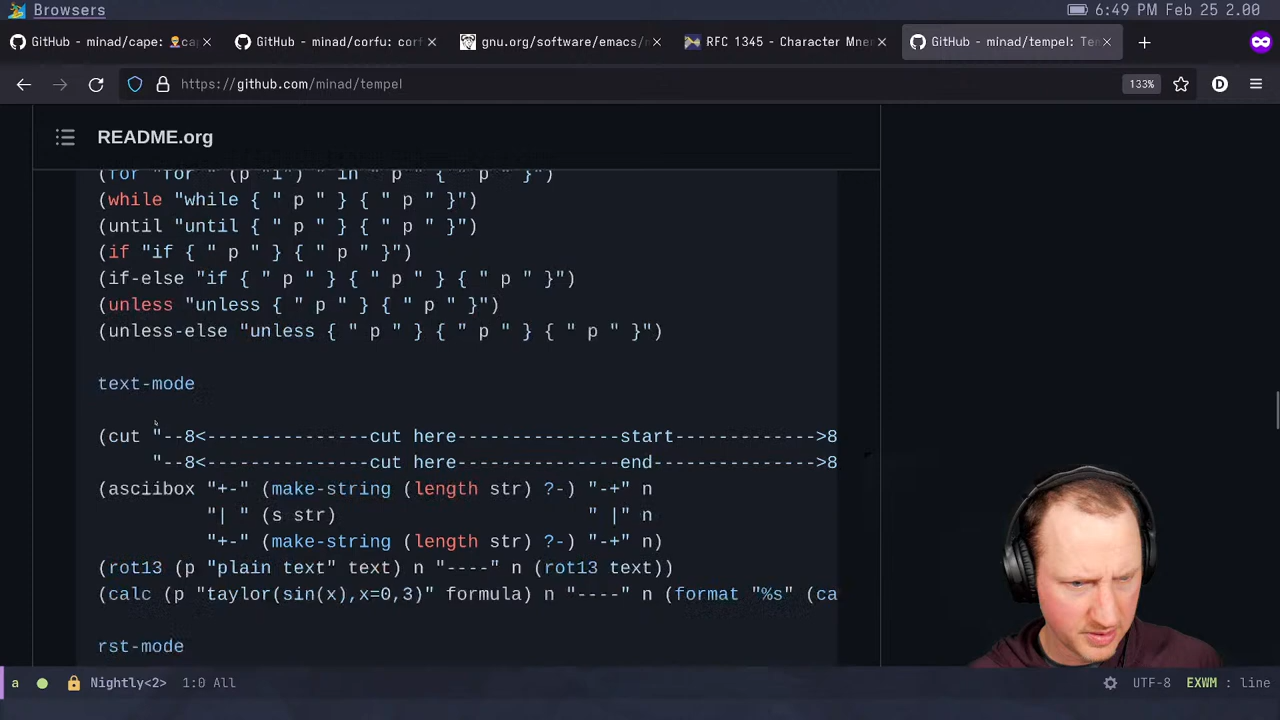 Browsers
6:49 PM Feb 25 2.00
GitHub - minad/cape:
GitHub - minad/corfu: corf
gnu.org/software/emacs/
RFC 1345 - Character Mne
GitHub - minad/tempel: Te
https://github.com/minad/tempel
133%
D
README.org
(for "for " (p "i") " in " p " { " p " }")
(while "while { " p " } { " p " }")
(until "until { " p " } { " p " }")
(if "if { " p " } { " p " }")
(if-else "if { " p " } { " p " } { " p " }")
(unless "unless { " p " } { " p " }")
(unless-else "unless { " p " } { " p " } { " p " }")
text-mode
(cut "--8<---------------cut here---------------start------------->8
"--8<---------------cut here---------------end--------------->8
(asciibox "+-" (make-string (length str) ?-) "-+" n
"| " (s str) " |" n
"+-" (make-string (length str) ?-) "-+" n)
(rot13 (p "plain text" text) n "----" n (rot13 text))
(calc (p "taylor(sin(x),x=0,3)" formula) n "----" n (format "%s" (ca
rst-mode
a Nightly<2> 1:0 All UTF-8 EXWM : line